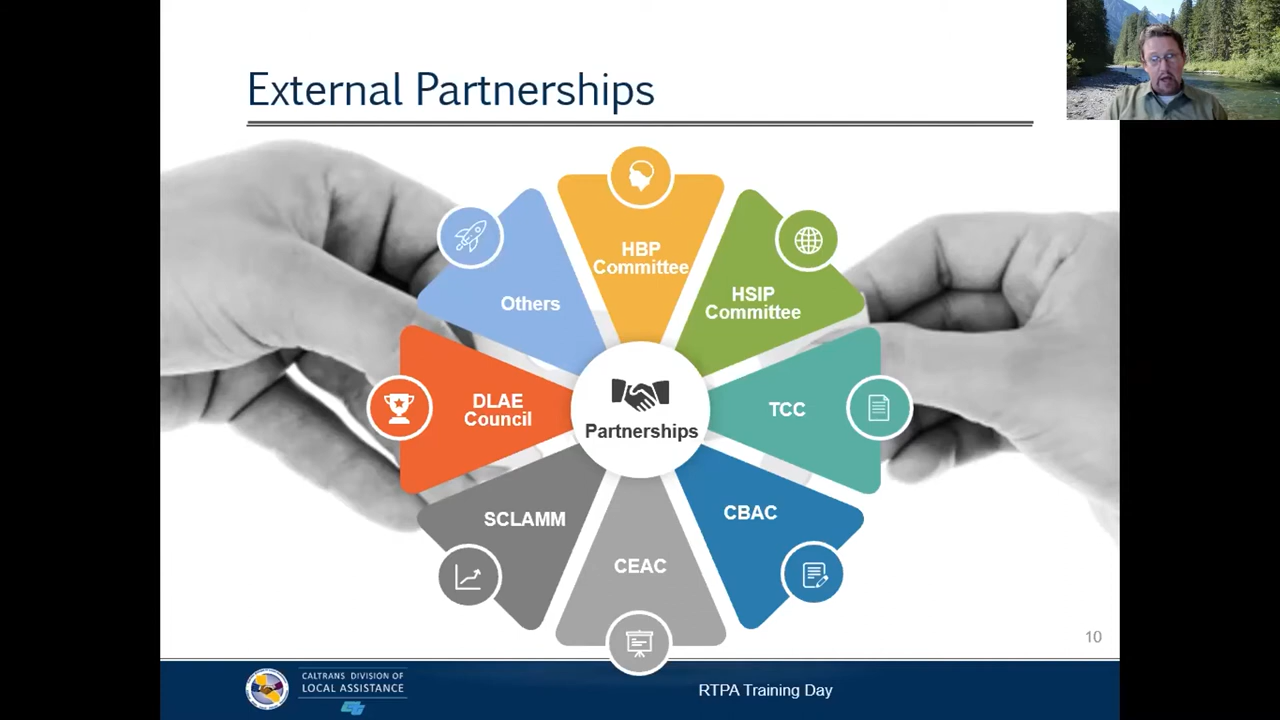 External Partnerships
HBP
Committee
HSIP
Committee
TCC
CBAC
CEAC
SCLAMM
DLAE
Council
Others
Partnerships
10
CALTRANS DIVISION OF
LOCAL ASSISTANCE
RTPA Training Day